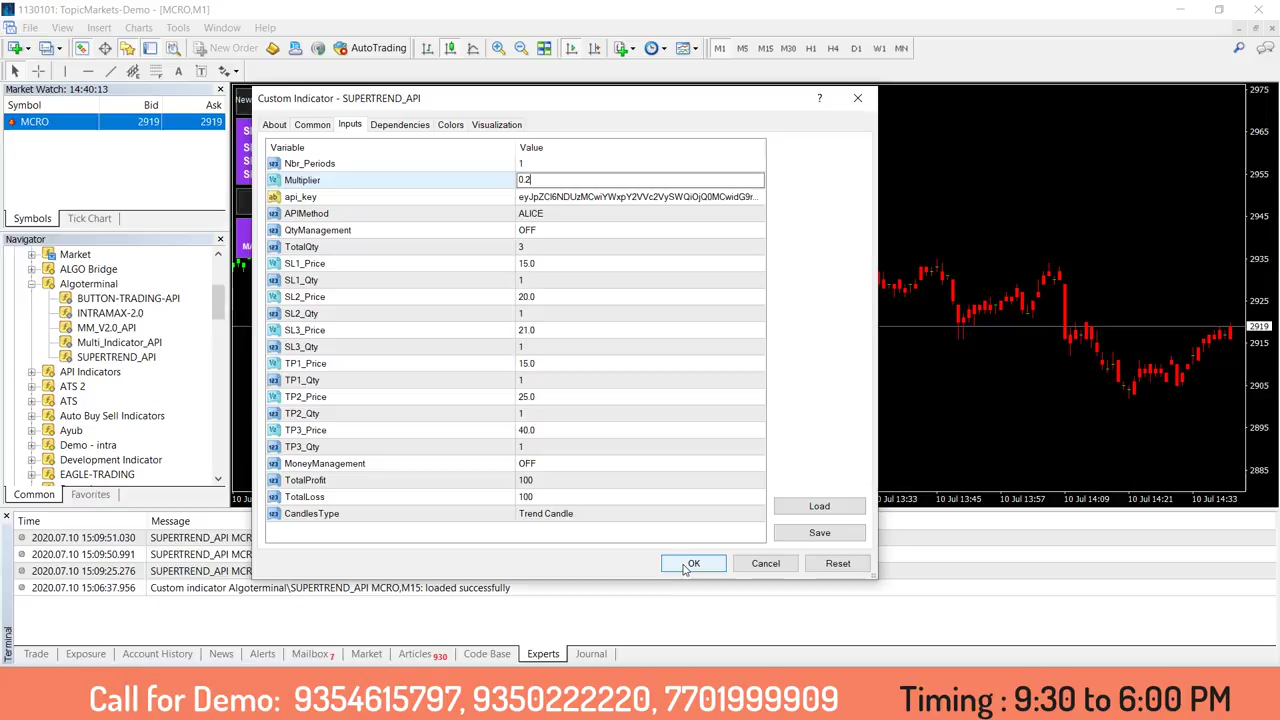 1130101: TopicMarkets-Demo - [MCRO,M1]
File View Insert Charts Tools Window Help
New Order AutoTrading M1 M5 M15 M30 H1 H4 D1 W1 MN
Market Watch: 14:40:13
Symbol Bid Ask
MCRO 2919 2919
Symbols Tick Chart
Navigator
Market
ALGO Bridge
Algoterminal
BUTTON-TRADING-API
INTRAMAX-2.0
MM_V2.0_API
Multi_Indicator_API
SUPERTREND_API
API Indicators
ATS 2
ATS
Auto Buy Sell Indicators
Ayub
Demo - intra
Development Indicator
EAGLE-TRADING
Common Favorites
Custom Indicator - SUPERTREND_API
About Common Inputs Dependencies Colors Visualization
Variable Value
Nbr_Periods 1
Multiplier 0.2
api_key
APIMethod ALICE
QtyManagement OFF
TotalQty 3
SL1_Price 15.0
SL1_Qty 1
SL2_Price 20.0
SL2_Qty 1
SL3_Price 21.0
SL3_Qty 1
TP1_Price 15.0
TP1_Qty 1
TP2_Price 25.0
TP2_Qty 1
TP3_Price 40.0
TP3_Qty 1
MoneyManagement OFF
TotalProfit 100
TotalLoss 100
CandlesType Trend Candle
Load
Save
OK Cancel Reset
2975
2959
2949
2935
2925
2919
2915
2905
2895
2885
10 Jul 13:33 10 Jul 13:45 10 Jul 13:57 10 Jul 14:09 10 Jul 14:21 10 Jul 14:33
Time Message
2020.07.10 15:09:51.030 SUPERTREND_API MCR
2020.07.10 15:09:50.991 SUPERTREND_API MCR
2020.07.10 15:09:25.276 SUPERTREND_API MCR
2020.07.10 15:06:37.956 Custom indicator Algoterminal\SUPERTREND_API MCRO,M15: loaded successfully
Terminal
Trade Exposure Account History News Alerts Mailbox 7 Market Articles 930 Code Base Experts Journal
Call for Demo: 9354615797, 9350222220, 7701999909 Timing : 9:30 to 6:00 PM